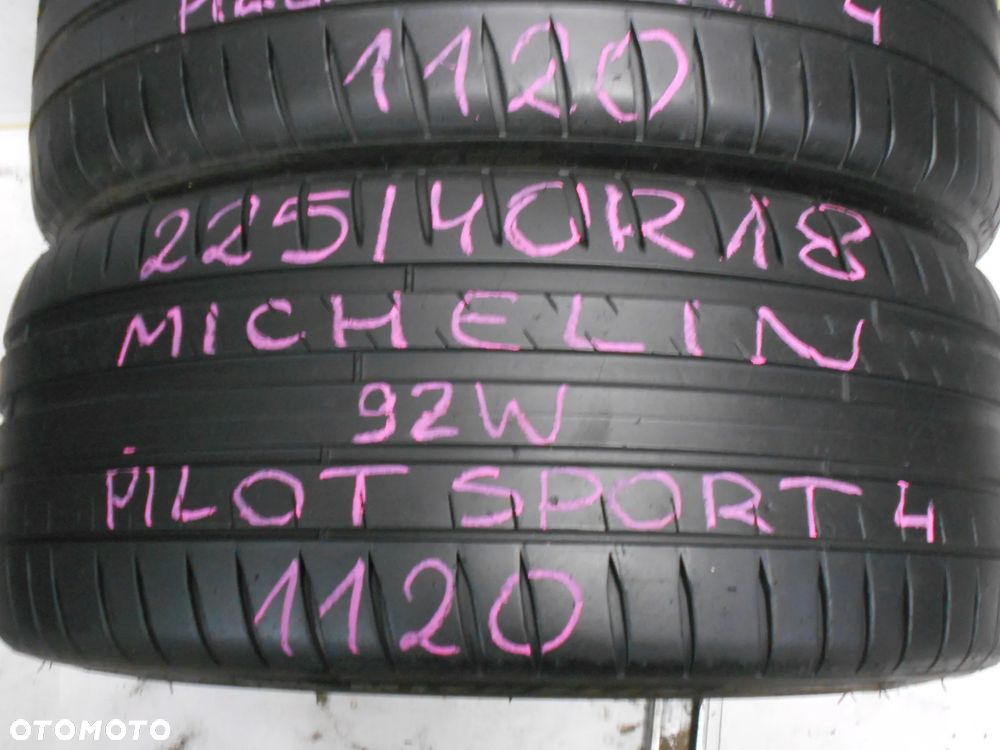 1120
225/40R18
MICHELIN
92W
PILOT SPORT 4
1120
OTOMOTO